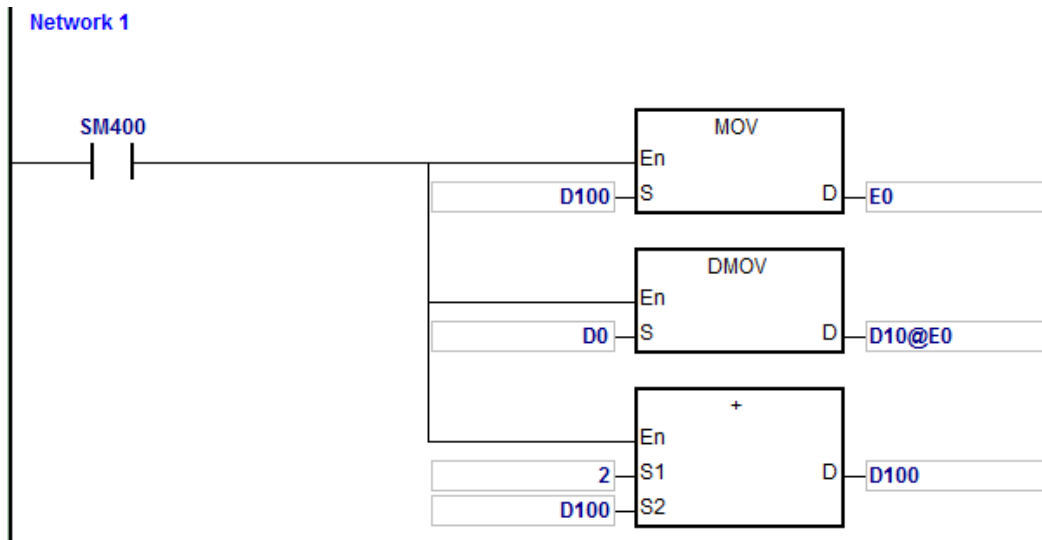 Network 1
SM400
MOV
En
D100 S D E0
DMOV
En
D0 S D D10@E0
+
En
2 S1 D D100
D100 S2